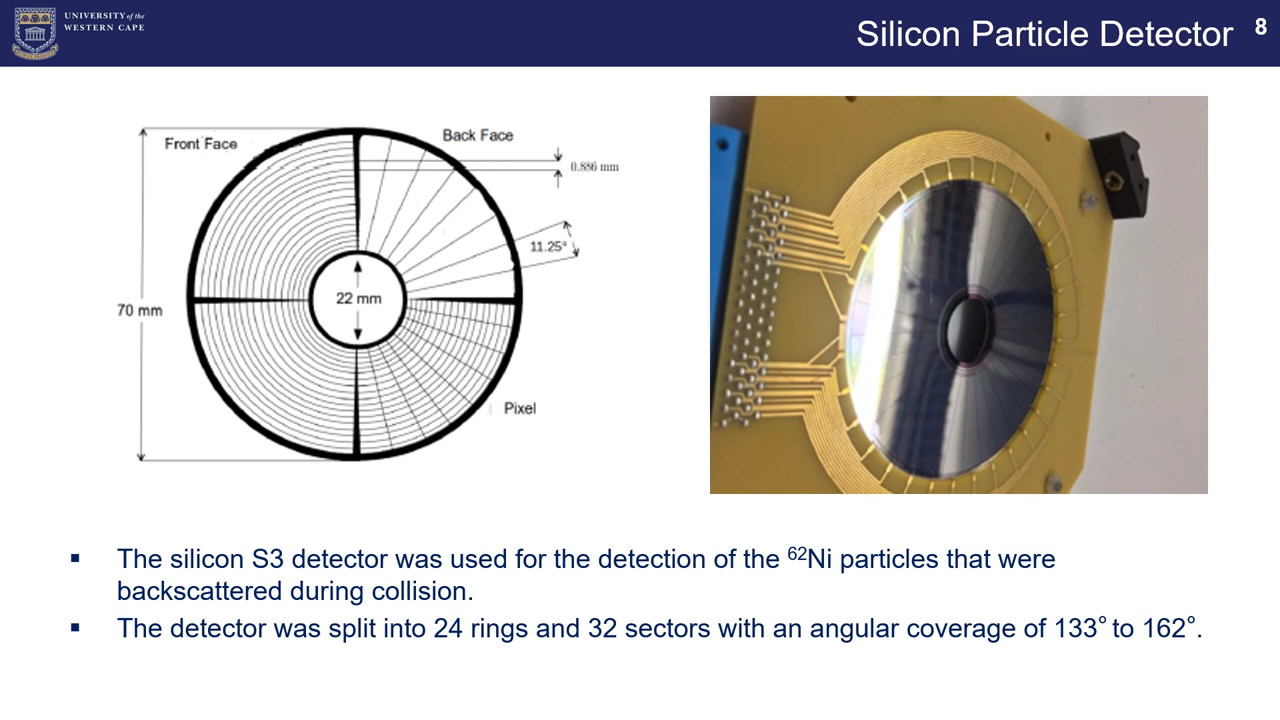 UNIVERSITY of the
WESTERN CAPE
Silicon Particle Detector
8
Front Face
Back Face
0.886 mm
11.25°
22 mm
70 mm
Pixel
▪ The silicon S3 detector was used for the detection of the ⁶²Ni particles that were
backscattered during collision.
▪ The detector was split into 24 rings and 32 sectors with an angular coverage of 133° to 162°.